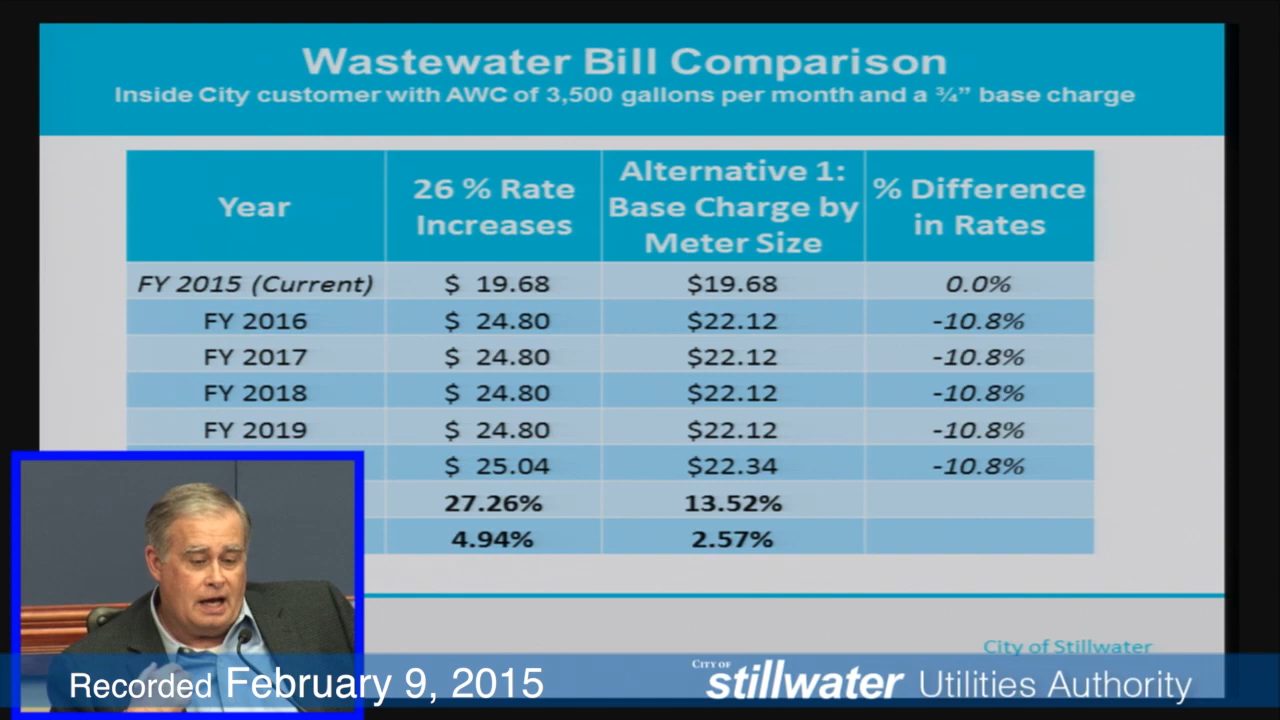 Wastewater Bill Comparison
Inside City customer with AWC of 3,500 gallons per month and a ¾” base charge
Year
26 % Rate
Increases
Alternative 1:
Base Charge by
Meter Size
% Difference
in Rates
FY 2015 (Current) $ 19.68 $19.68 0.0%
FY 2016 $ 24.80 $22.12 -10.8%
FY 2017 $ 24.80 $22.12 -10.8%
FY 2018 $ 24.80 $22.12 -10.8%
FY 2019 $ 24.80 $22.12 -10.8%
$ 25.04 $22.34 -10.8%
27.26% 13.52%
4.94% 2.57%
City of Stillwater
Recorded February 9, 2015
CITY OF
stillwater Utilities Authority